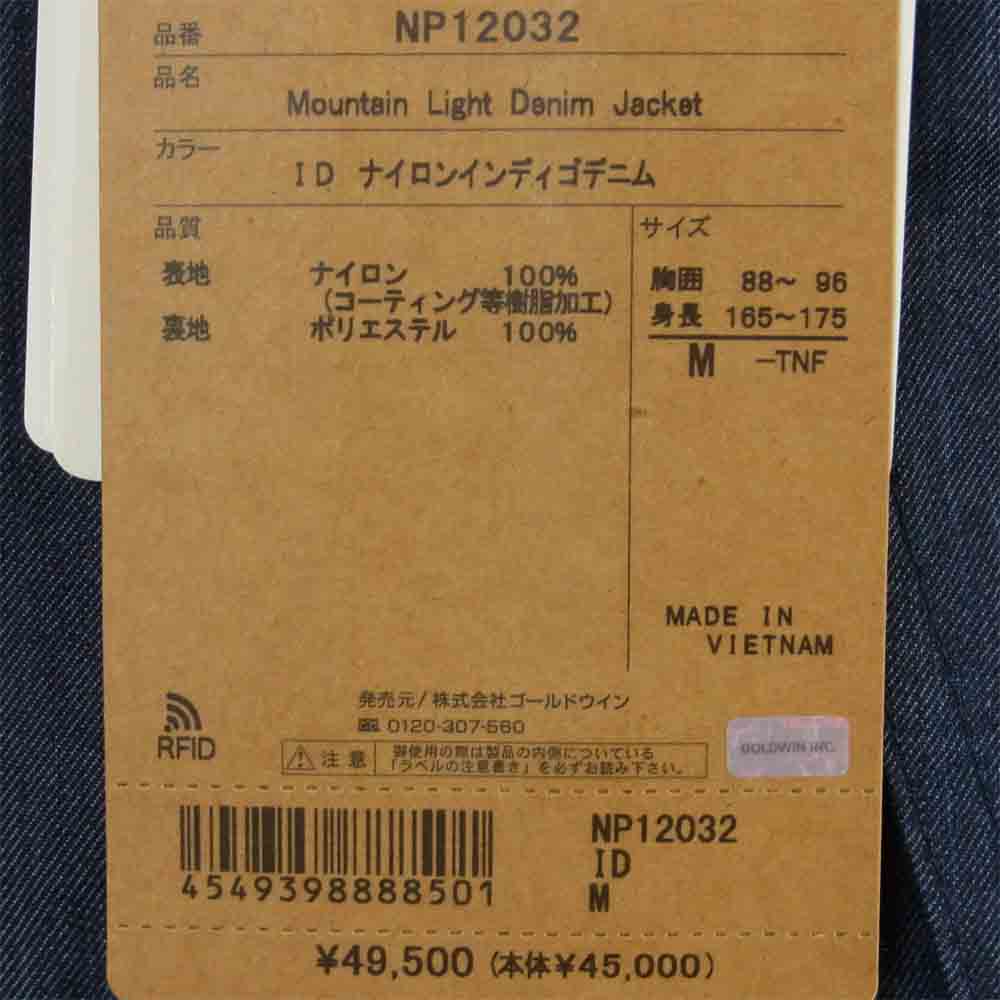 品番 NP12032
品名
Mountain Light Denim Jacket
カラー
ID ナイロンインディゴデニム
品質
表地 ナイロン 100%
(コーティング等樹脂加工)
裏地 ポリエステル 100%
サイズ
胸囲 88〜 96
身長 165〜175
M -TNF
MADE IN
VIETNAM
RFID
発売元/株式会社ゴールドウイン
0120-307-560
注意
御使用の際は製品の内側についている
「ラベルの注意書き」を必ずお読み下さい。
GOLDWIN INC.
4549398888501
NP12032
ID
M
¥49,500 (本体¥45,000)